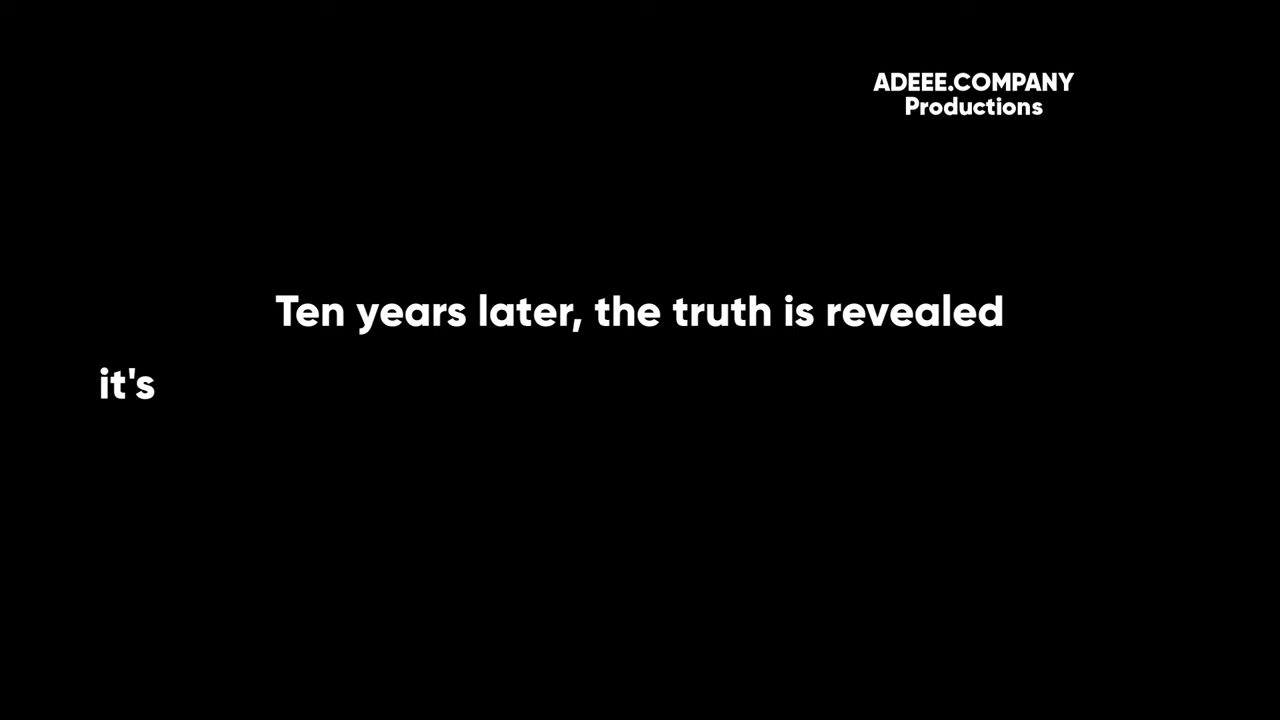 ADEEE.COMPANY
Productions
Ten years later, the truth is revealed
it's